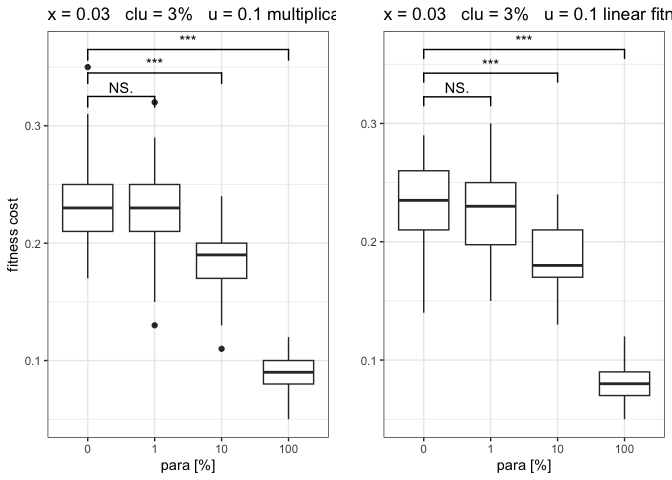 x = 0.03 clu = 3% u = 0.1 multiplica
***
***
NS.
0.3
0.2
0.1
fitness cost
0 1 10 100
para [%]
x = 0.03 clu = 3% u = 0.1 linear fitn
***
***
NS.
0.3
0.2
0.1
0 1 10 100
para [%]